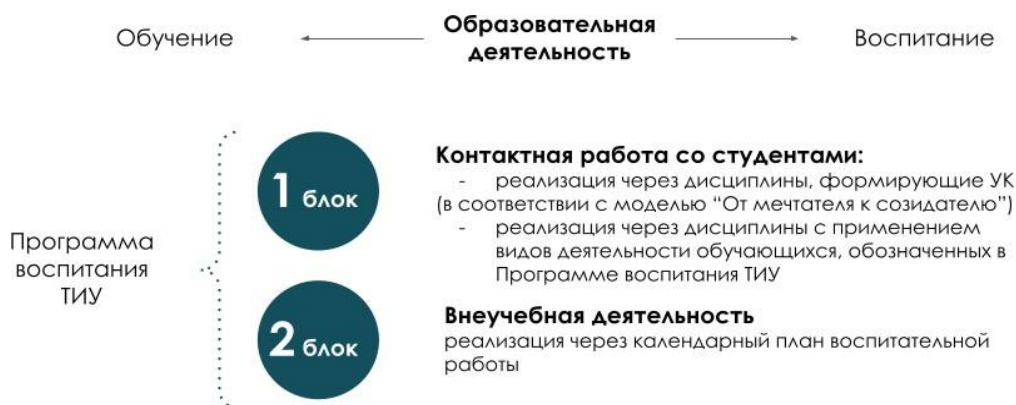 Обучение
Образовательная
деятельность
Воспитание
Программа
воспитания
ТИУ
1 блок
Контактная работа со студентами:
- реализация через дисциплины, формирующие УК
(в соответствии с моделью “От мечтателя к созидателю”)
- реализация через дисциплины с применением
видов деятельности обучающихся, обозначенных в
Программе воспитания ТИУ
2 блок
Внеучебная деятельность
реализация через календарный план воспитательной
работы